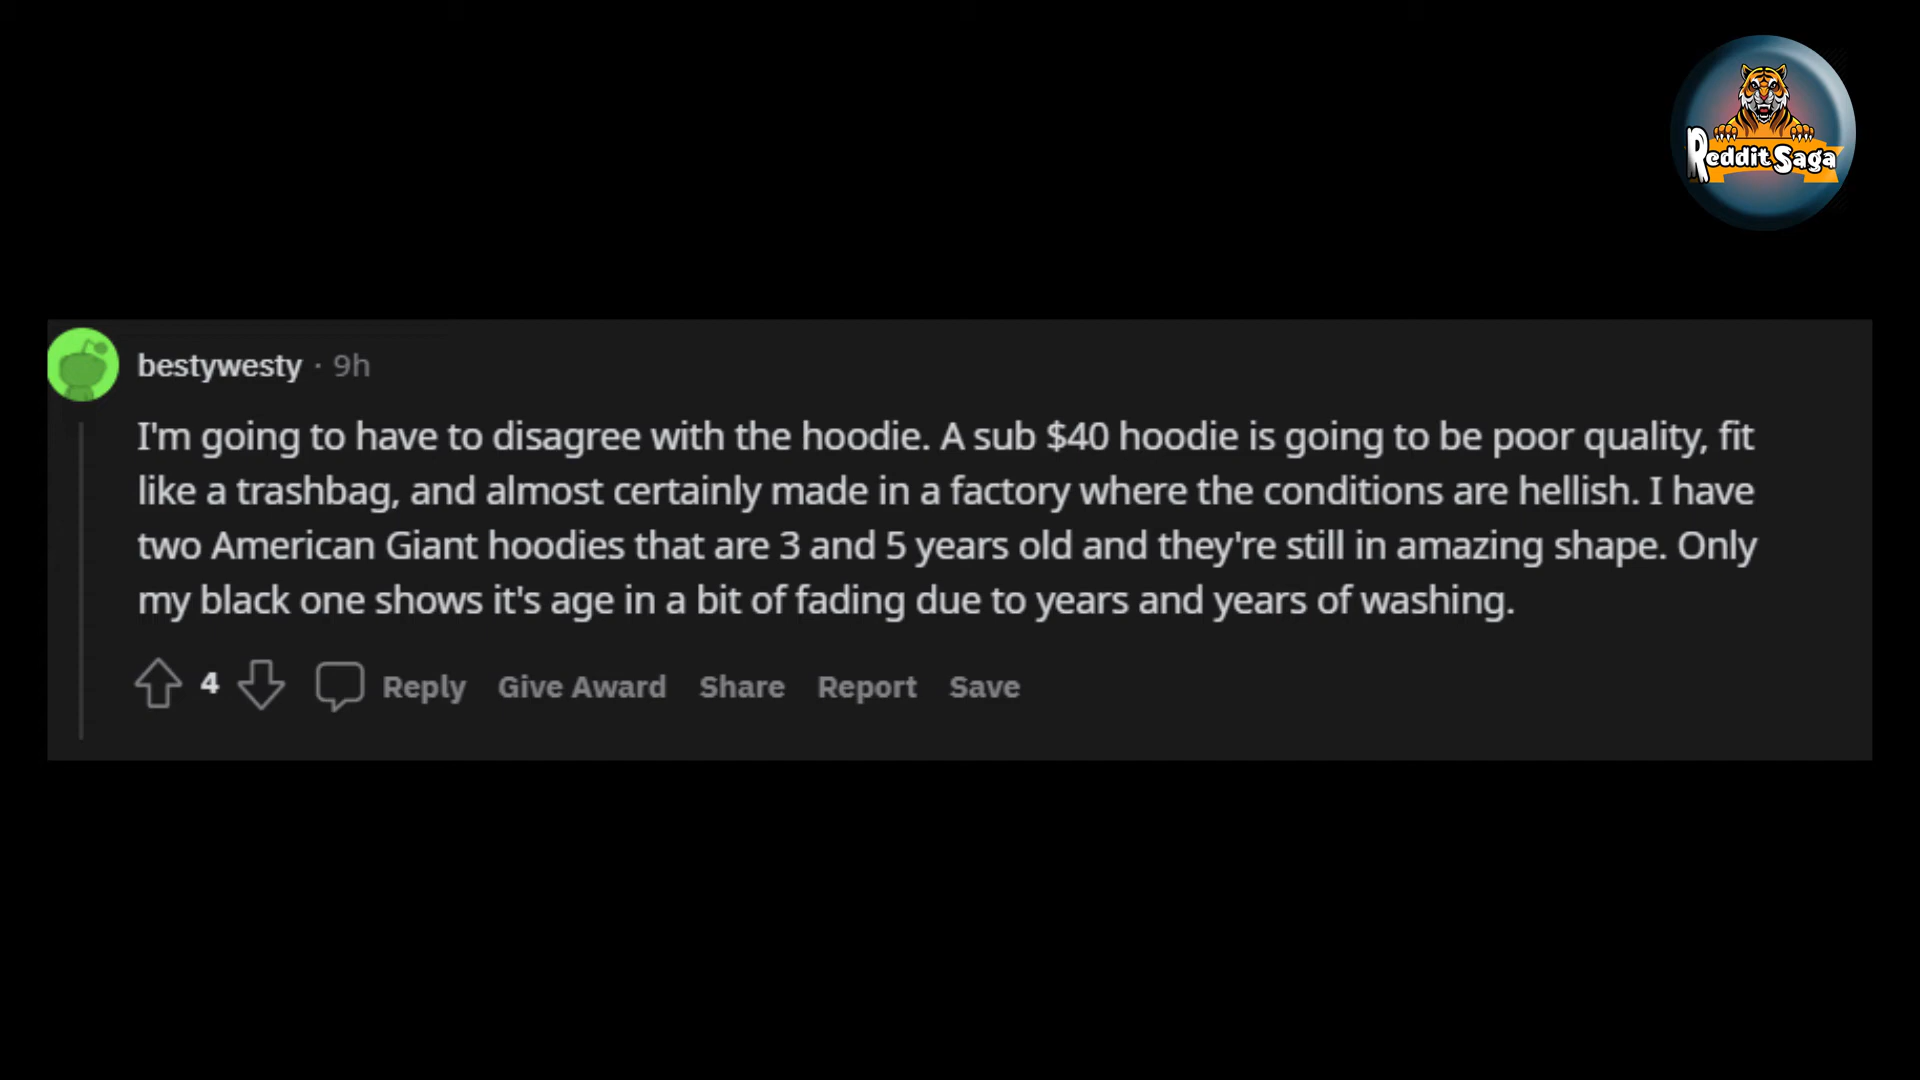 Reddit Saga
bestywesty · 9h
I'm going to have to disagree with the hoodie. A sub $40 hoodie is going to be poor quality, fit
like a trashbag, and almost certainly made in a factory where the conditions are hellish. I have
two American Giant hoodies that are 3 and 5 years old and they're still in amazing shape. Only
my black one shows it's age in a bit of fading due to years and years of washing.
4 Reply Give Award Share Report Save